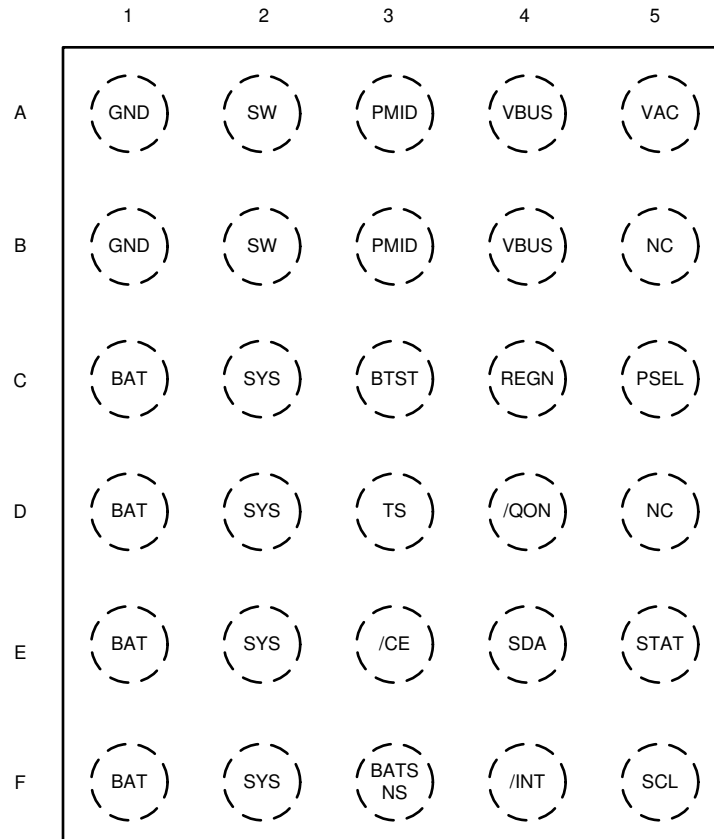 1 2 3 4 5
A GND SW PMID VBUS VAC
B GND SW PMID VBUS NC
C BAT SYS BTST REGN PSEL
D BAT SYS TS /QON NC
E BAT SYS /CE SDA STAT
F BAT SYS BATS NS /INT SCL